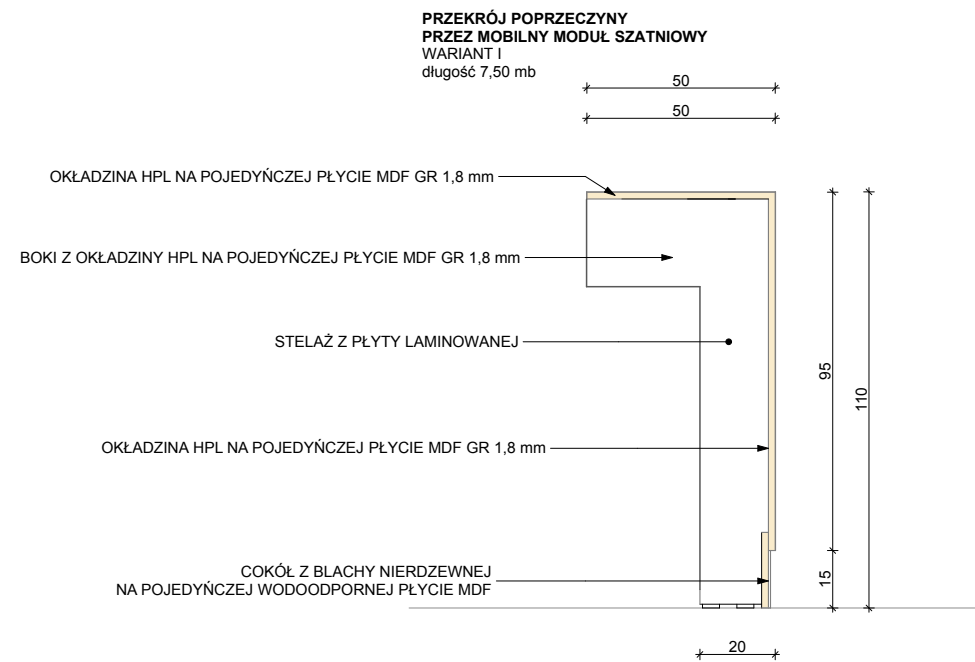 PRZEKRÓJ POPRZECZYNY
PRZEZ MOBILNY MODUŁ SZATNIOWY
WARIANT I
długość 7,50 mb
50
50
OKŁADZINA HPL NA POJEDYŃCZEJ PŁYCIE MDF GR 1,8 mm
BOKI Z OKŁADZINY HPL NA POJEDYŃCZEJ PŁYCIE MDF GR 1,8 mm
STELAŻ Z PŁYTY LAMINOWANEJ
95
110
OKŁADZINA HPL NA POJEDYŃCZEJ PŁYCIE MDF GR 1,8 mm
COKÓŁ Z BLACHY NIERDZEWNEJ
NA POJEDYŃCZEJ WODOODPORNEJ PŁYCIE MDF
15
20